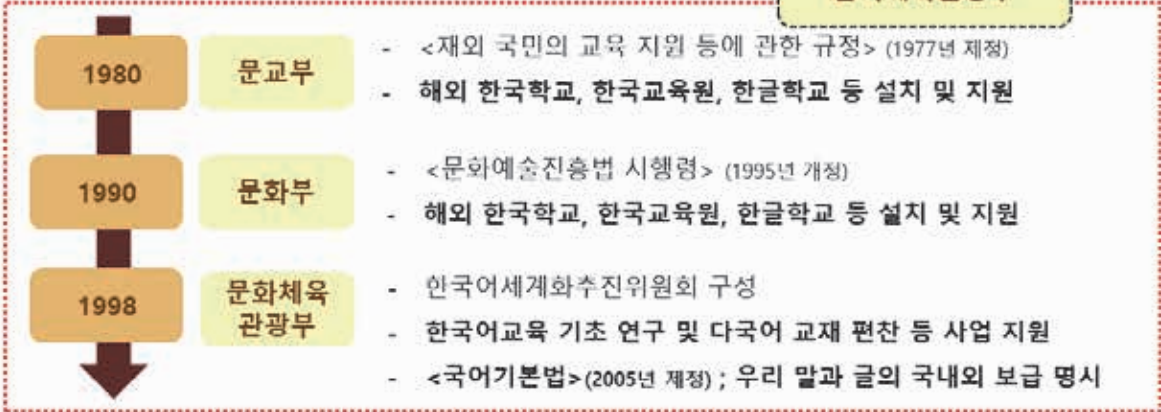 1980
문교부
- <재외 국민의 교육 지원 등에 관한 규정> (1977년 제정)
- 해외 한국학교, 한국교육원, 한글학교 등 설치 및 지원
1990
문화부
- <문화예술진흥법 시행령> (1995년 개정)
- 해외 한국학교, 한국교육원, 한글학교 등 설치 및 지원
1998
문화체육
관광부
- 한국어세계화추진위원회 구성
- 한국어교육 기초 연구 및 다국어 교재 편찬 등 사업 지원
- <국어기본법>(2005년 제정) ; 우리 말과 글의 국내외 보급 명시